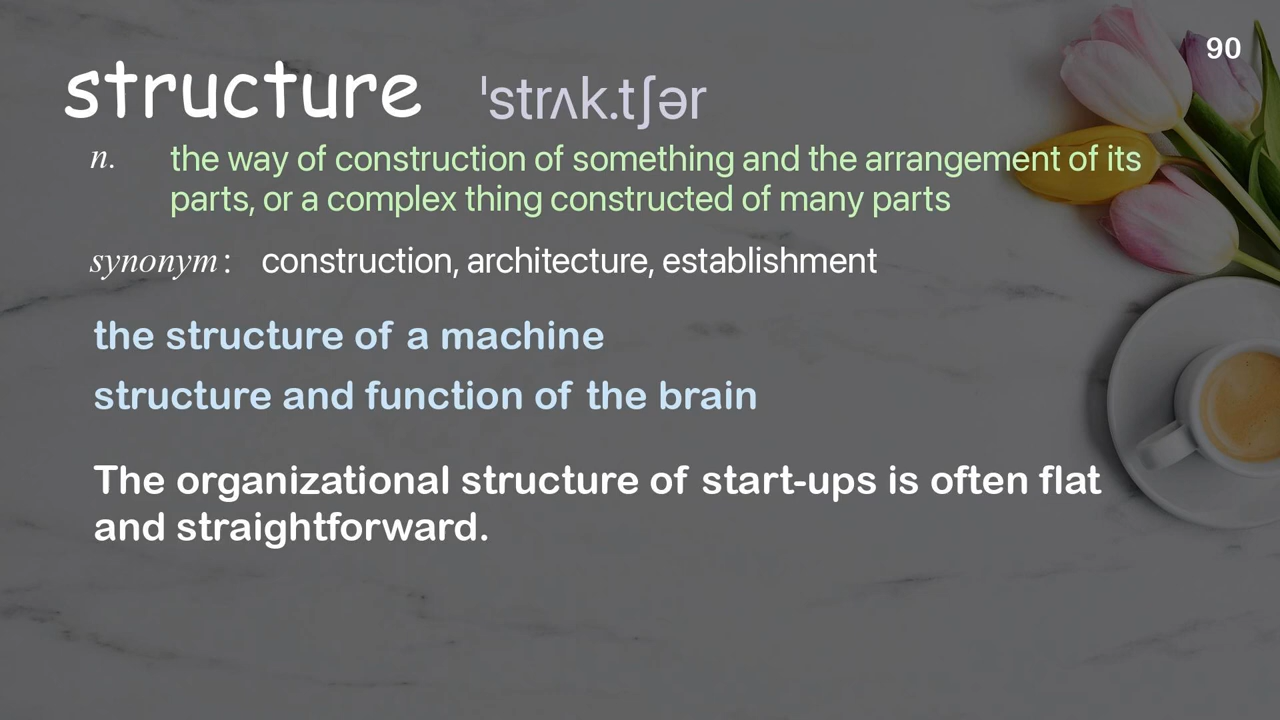 90
structure ˈstrʌk.tʃər
n. the way of construction of something and the arrangement of its
parts, or a complex thing constructed of many parts
synonym: construction, architecture, establishment
the structure of a machine
structure and function of the brain
The organizational structure of start-ups is often flat
and straightforward.